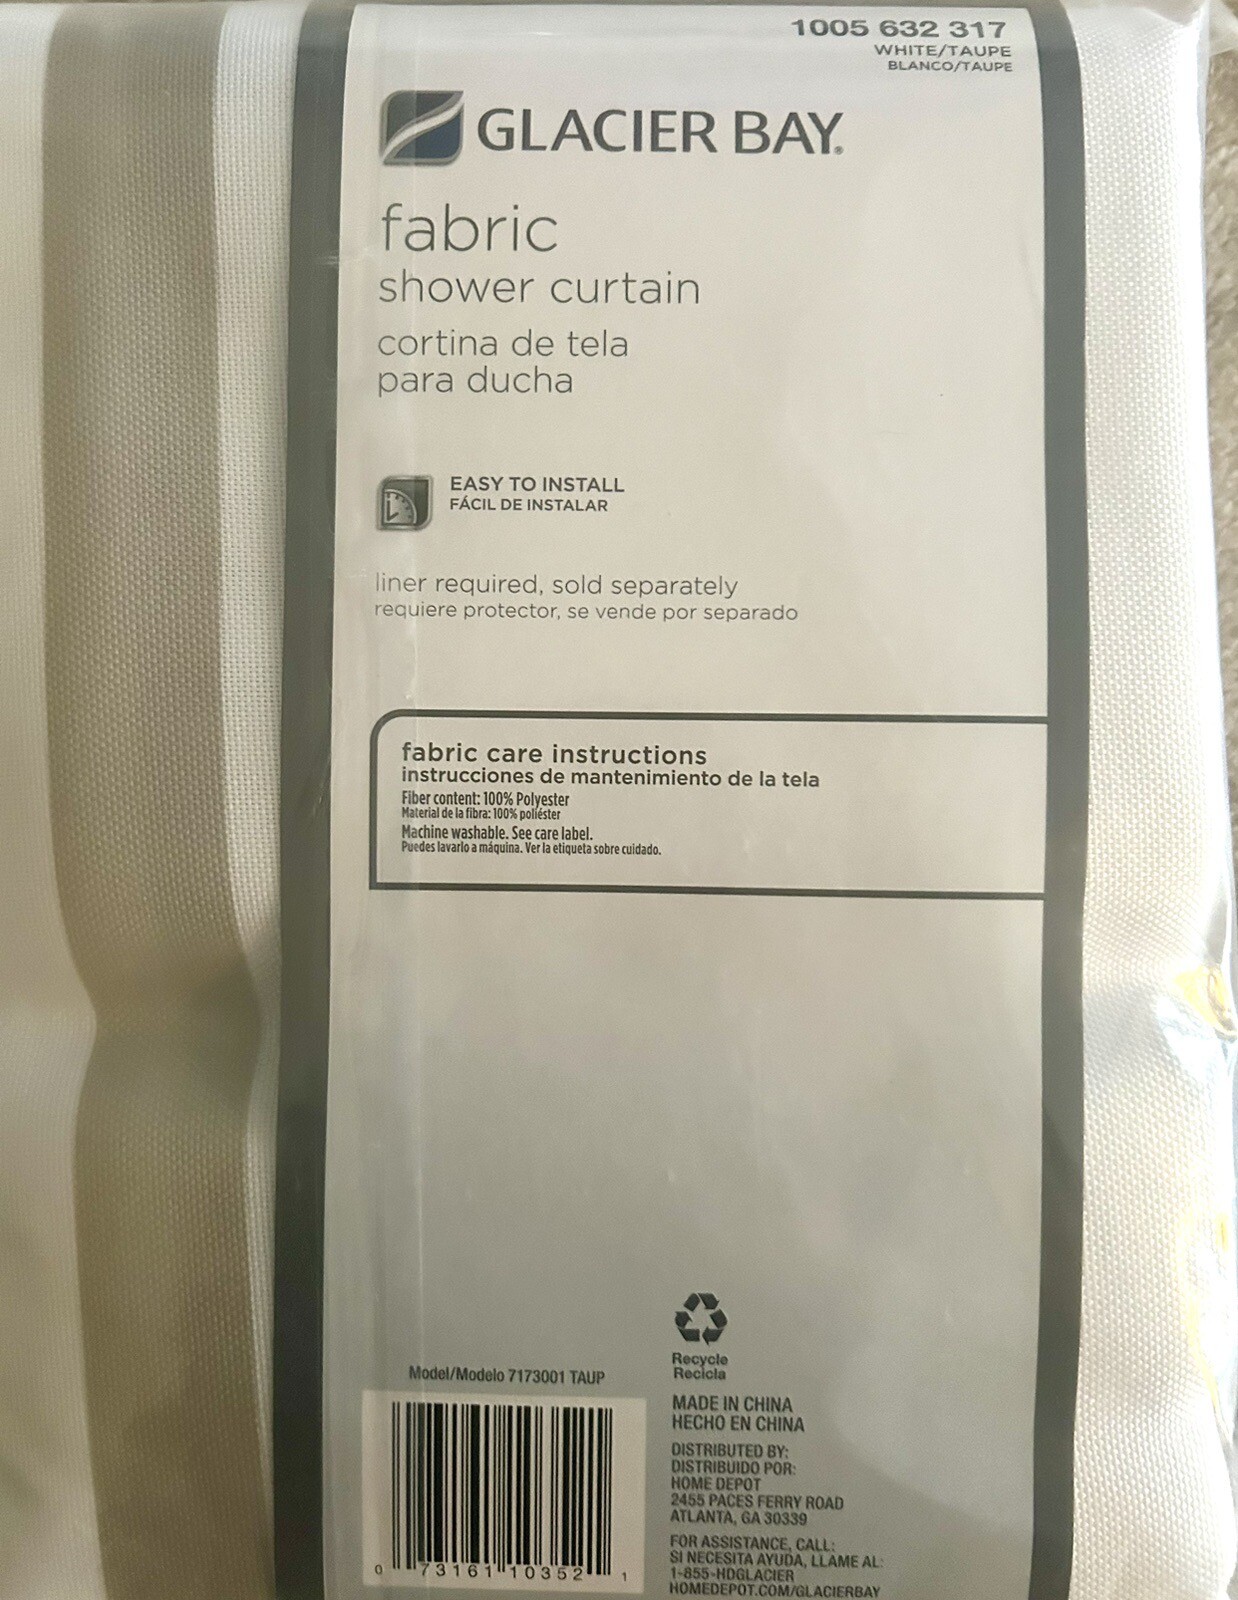 1005 632 317
WHITE/TAUPE
BLANCO/TAUPE
GLACIER BAY®
fabric
shower curtain
cortina de tela
para ducha
EASY TO INSTALL
FÁCIL DE INSTALAR
liner required, sold separately
requiere protector, se vende por separado
fabric care instructions
instrucciones de mantenimiento de la tela
Fiber content: 100% Polyester
Material de la fibra: 100% poliéster
Machine washable. See care label.
Puedes lavarlo a máquina. Ver la etiqueta sobre cuidado.
Recycle
Recicla
Model/Modelo 7173001 TAUP
MADE IN CHINA
HECHO EN CHINA
DISTRIBUTED BY:
DISTRIBUIDO POR:
HOME DEPOT
2455 PACES FERRY ROAD
ATLANTA, GA 30339
FOR ASSISTANCE, CALL:
SI NECESITA AYUDA, LLAME AL:
1-855-HDGLACIER
HOMEDEPOT.COM/GLACIERBAY
0 73161 10352 1